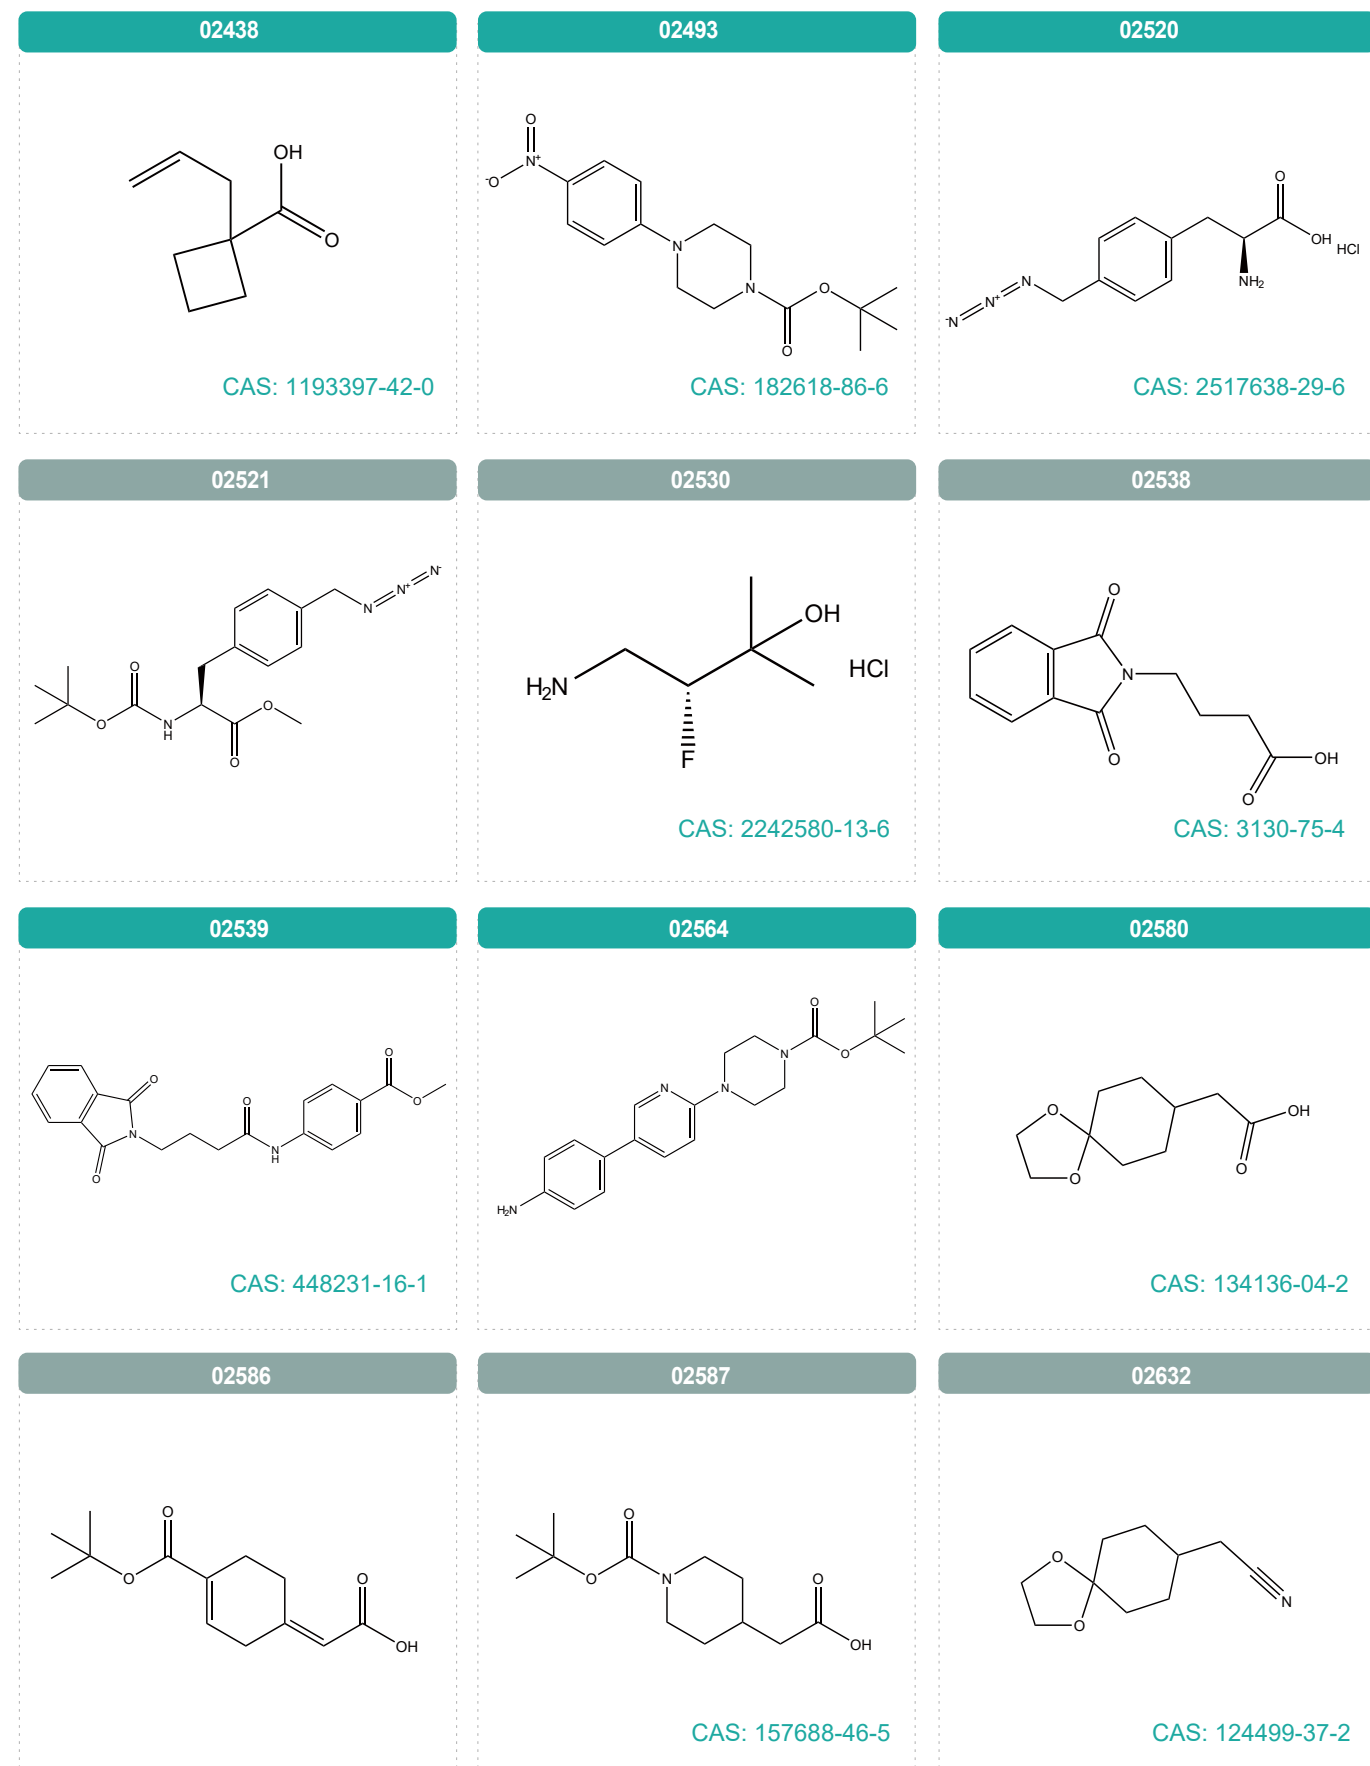 02438
02493
02520
OH
O
CAS: 1193397-42-0
O
N+
-O
N
N
O
O
CAS: 182618-86-6
O
OH
HCl
NH2
N
N+
-N
CAS: 2517638-29-6
02521
02530
02538
N-
N+
N
O
O
N
H
O
O
OH
HCl
H2N
F
CAS: 2242580-13-6
O
N
O
OH
O
CAS: 3130-75-4
02539
02564
02580
O
O
O
O
N
N
H
O
CAS: 448231-16-1
O
N
O
N
N
H2N
O
O
OH
O
CAS: 134136-04-2
02586
02587
02632
O
O
O
OH
O
O
N
O
OH
CAS: 157688-46-5
O
O
N
CAS: 124499-37-2